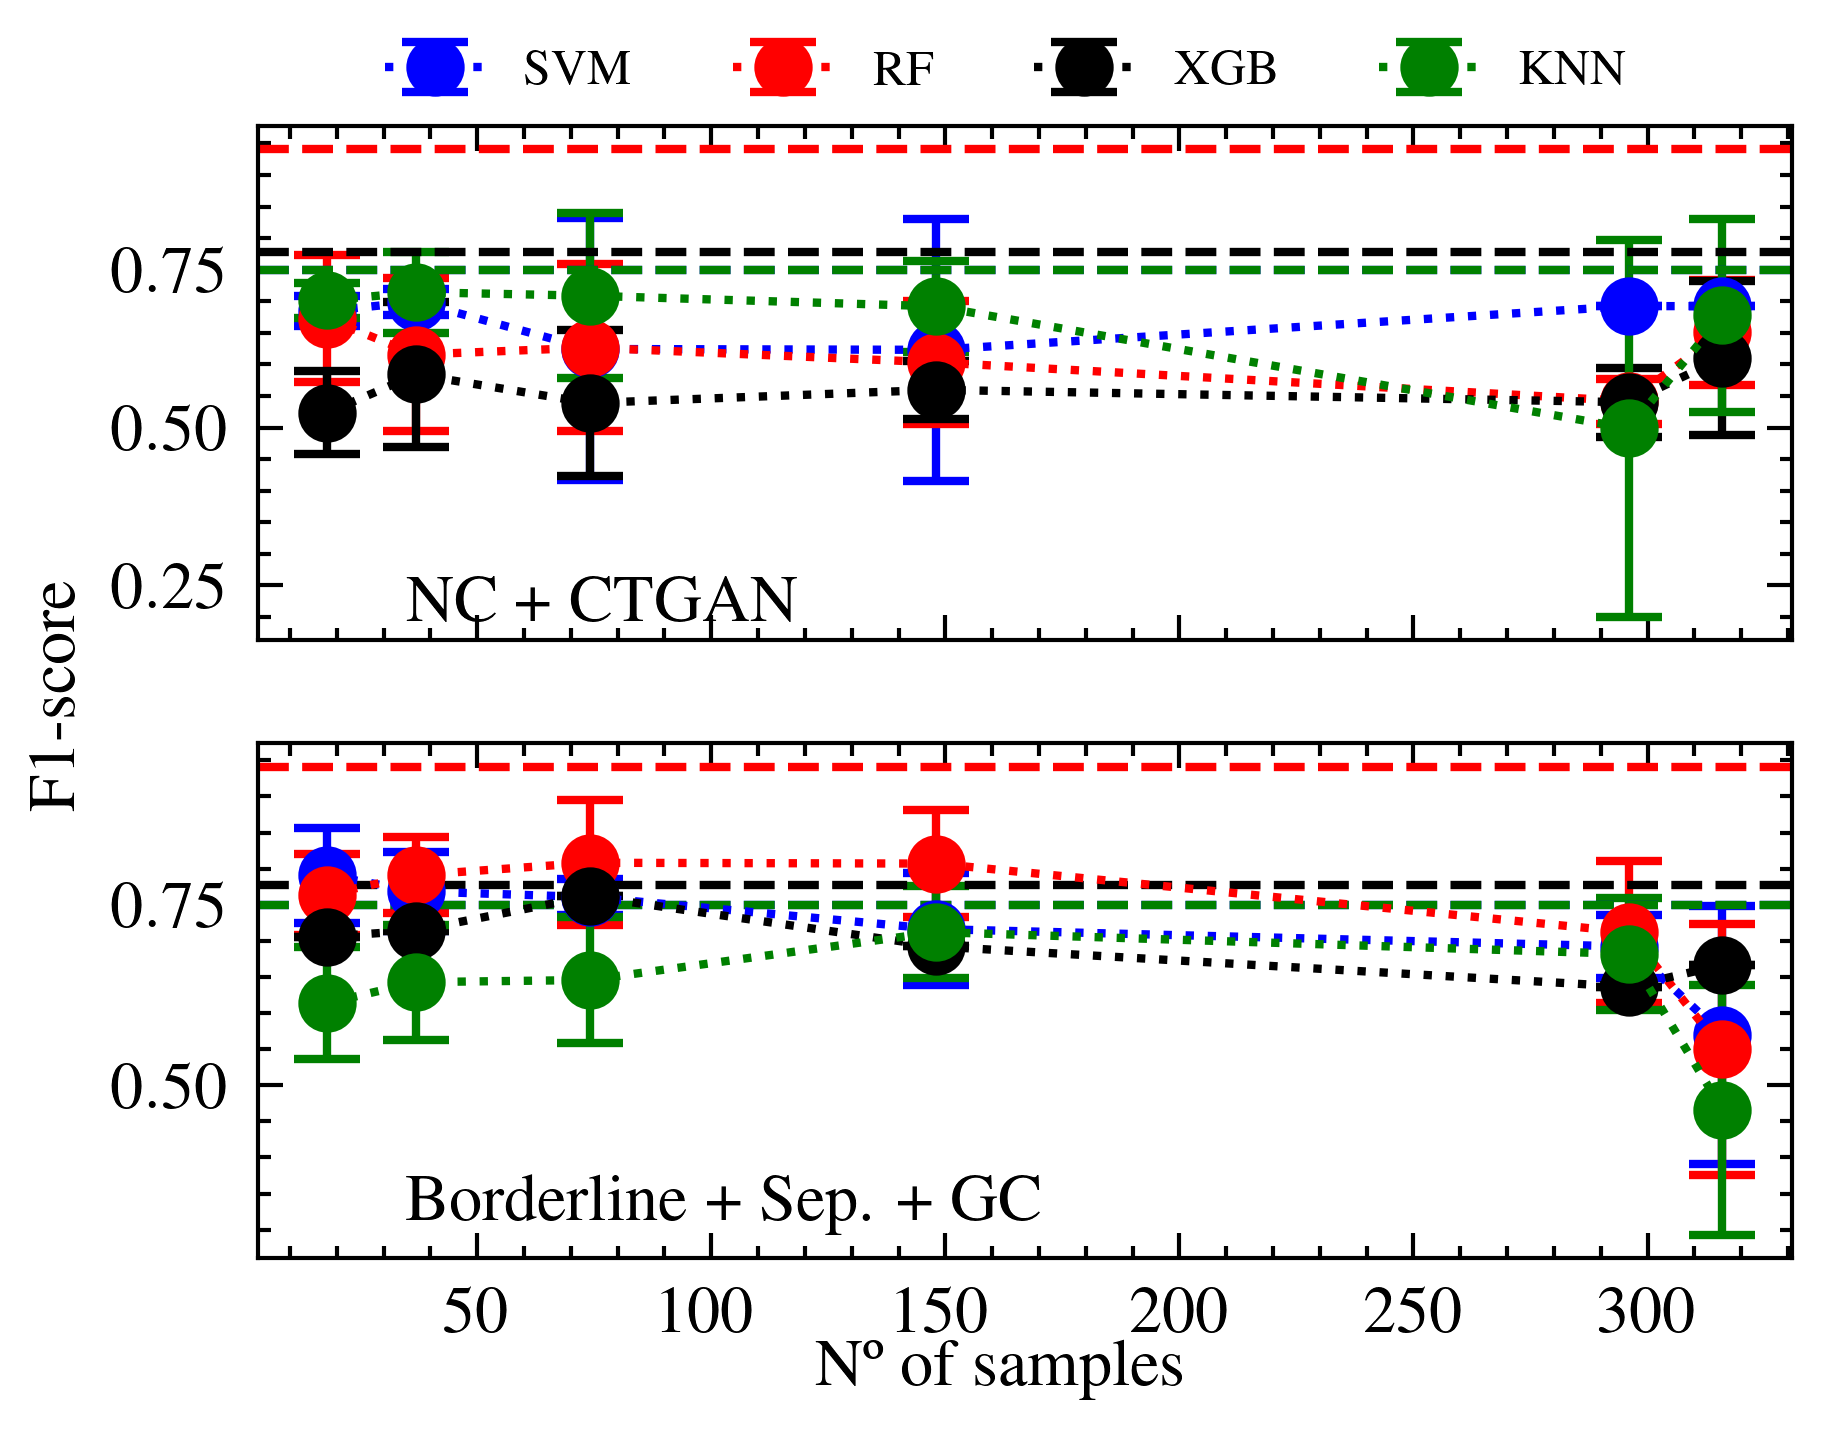 SVM RF XGB KNN
0.75
0.50
0.25
NC + CTGAN
F1-score
0.75
0.50
Borderline + Sep. + GC
50 100 150 200 250 300
Nº of samples